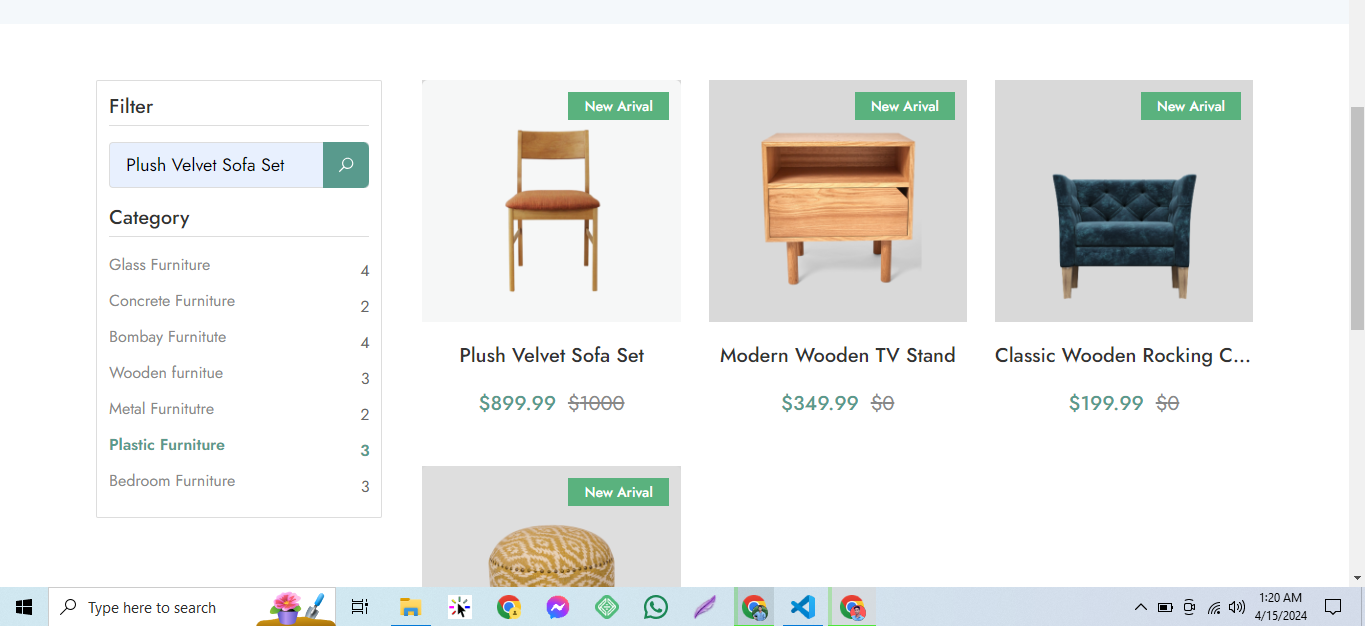 Filter
Plush Velvet Sofa Set
Category
Glass Furniture 4
Concrete Furniture 2
Bombay Furnitute 4
Wooden furnitue 3
Metal Furnitutre 2
Plastic Furniture 3
Bedroom Furniture 3
New Arival
Plush Velvet Sofa Set
$899.99 $1000
New Arival
Modern Wooden TV Stand
$349.99 $0
New Arival
Classic Wooden Rocking C...
$199.99 $0
New Arival
Type here to search
1:20 AM
4/15/2024